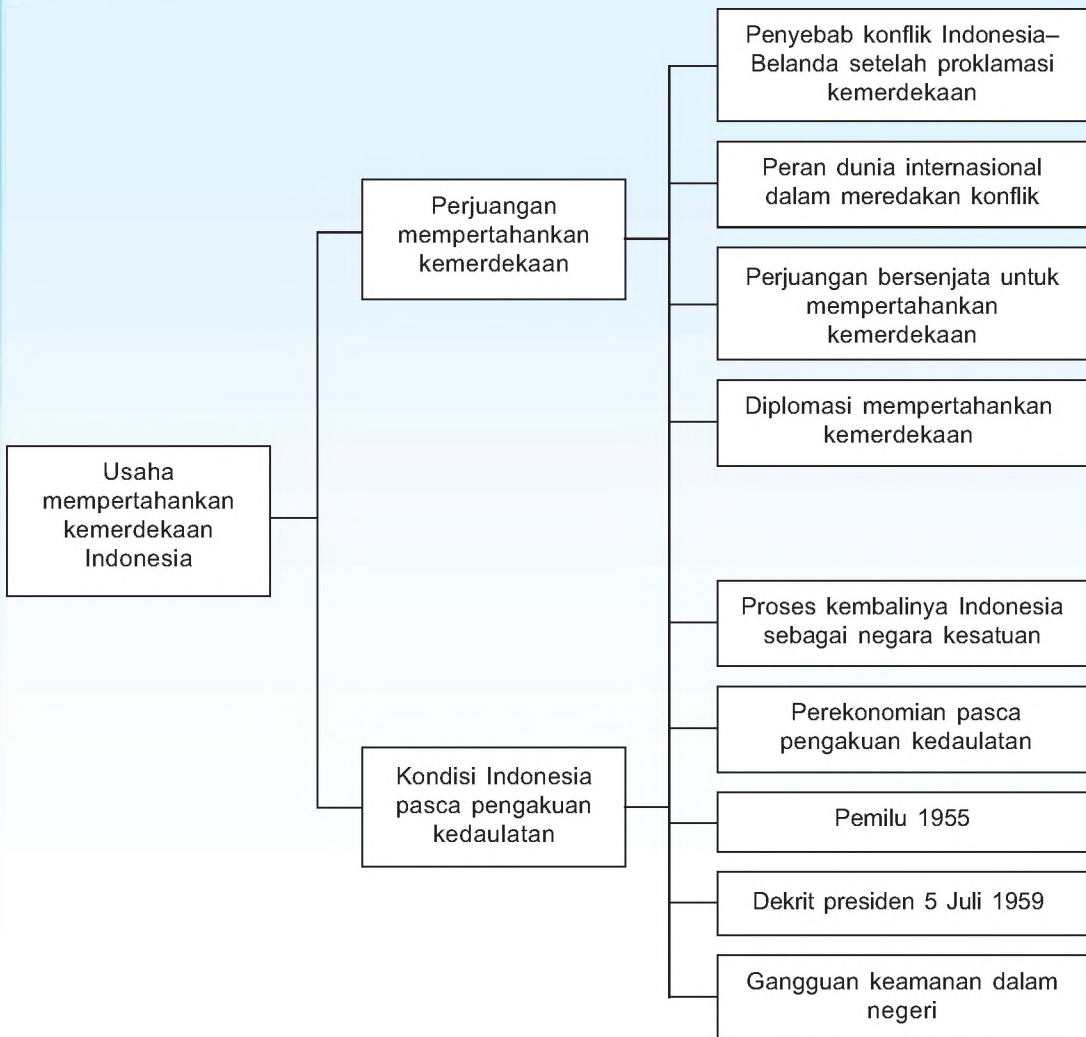 Usaha
mempertahankan
kemerdekaan
Indonesia
Perjuangan
mempertahankan
kemerdekaan
Penyebab konflik Indonesia–
Belanda setelah proklamasi
kemerdekaan
Peran dunia internasional
dalam meredakan konflik
Perjuangan bersenjata untuk
mempertahankan
kemerdekaan
Diplomasi mempertahankan
kemerdekaan
Kondisi Indonesia
pasca pengakuan
kedaulatan
Proses kembalinya Indonesia
sebagai negara kesatuan
Perekonomian pasca
pengakuan kedaulatan
Pemilu 1955
Dekrit presiden 5 Juli 1959
Gangguan keamanan dalam
negeri